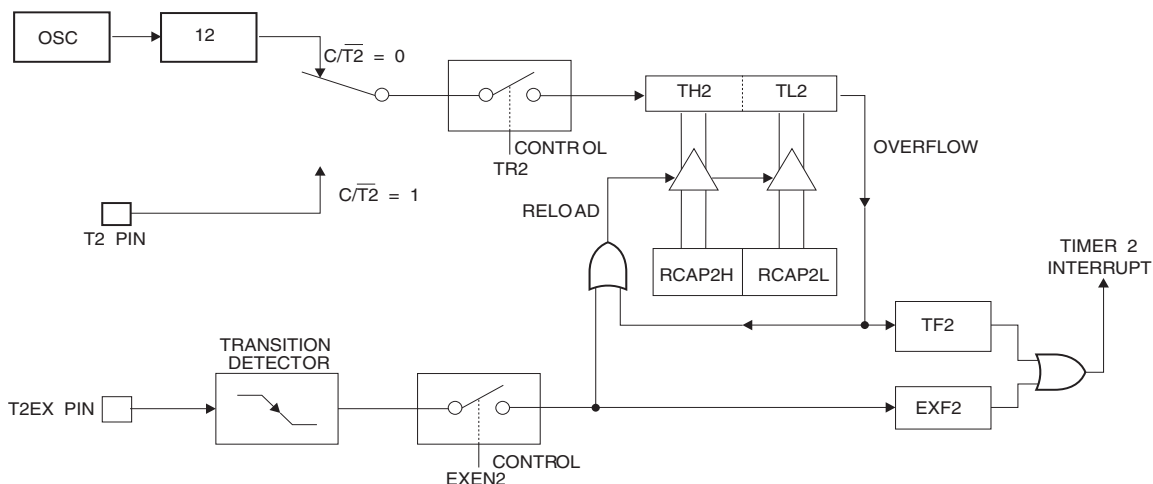 OSC
12
C/T2 = 0
TH2
TL2
OVERFLOW
CONTROL
TR2
C/T2 = 1
RELOAD
T2 PIN
TIMER 2
INTERRUPT
RCAP2H
RCAP2L
TF2
TRANSITION
DETECTOR
T2EX PIN
EXF2
CONTROL
EXEN2